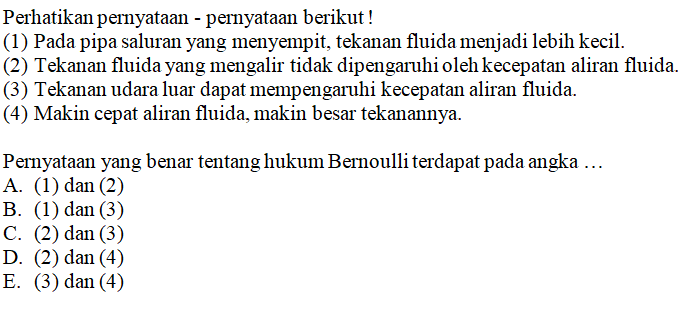 Perhatikan pernyataan - pernyataan berikut !
(1) Pada pipa saluran yang menyempit, tekanan fluida menjadi lebih kecil.
(2) Tekanan fluida yang mengalir tidak dipengaruhi oleh kecepatan aliran fluida.
(3) Tekanan udara luar dapat mempengaruhi kecepatan aliran fluida.
(4) Makin cepat aliran fluida, makin besar tekanannya.
Pernyataan yang benar tentang hukum Bernoulli terdapat pada angka …
A. (1) dan (2)
B. (1) dan (3)
C. (2) dan (3)
D. (2) dan (4)
E. (3) dan (4)